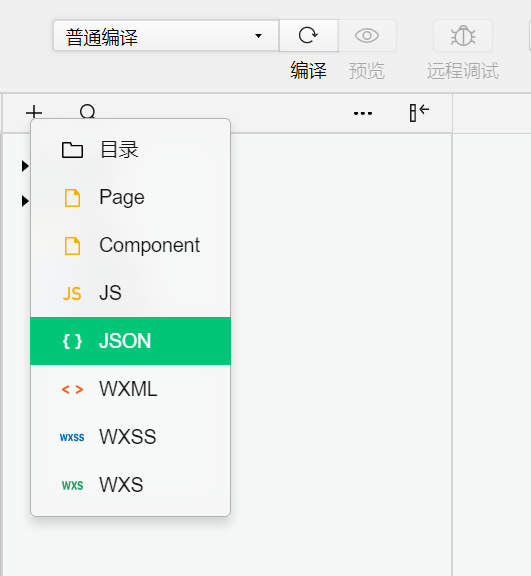 普通编译
编译
预览
远程调试
目录
Page
Component
JS JS
{ } JSON
< > WXML
WXSS WXSS
WXS WXS